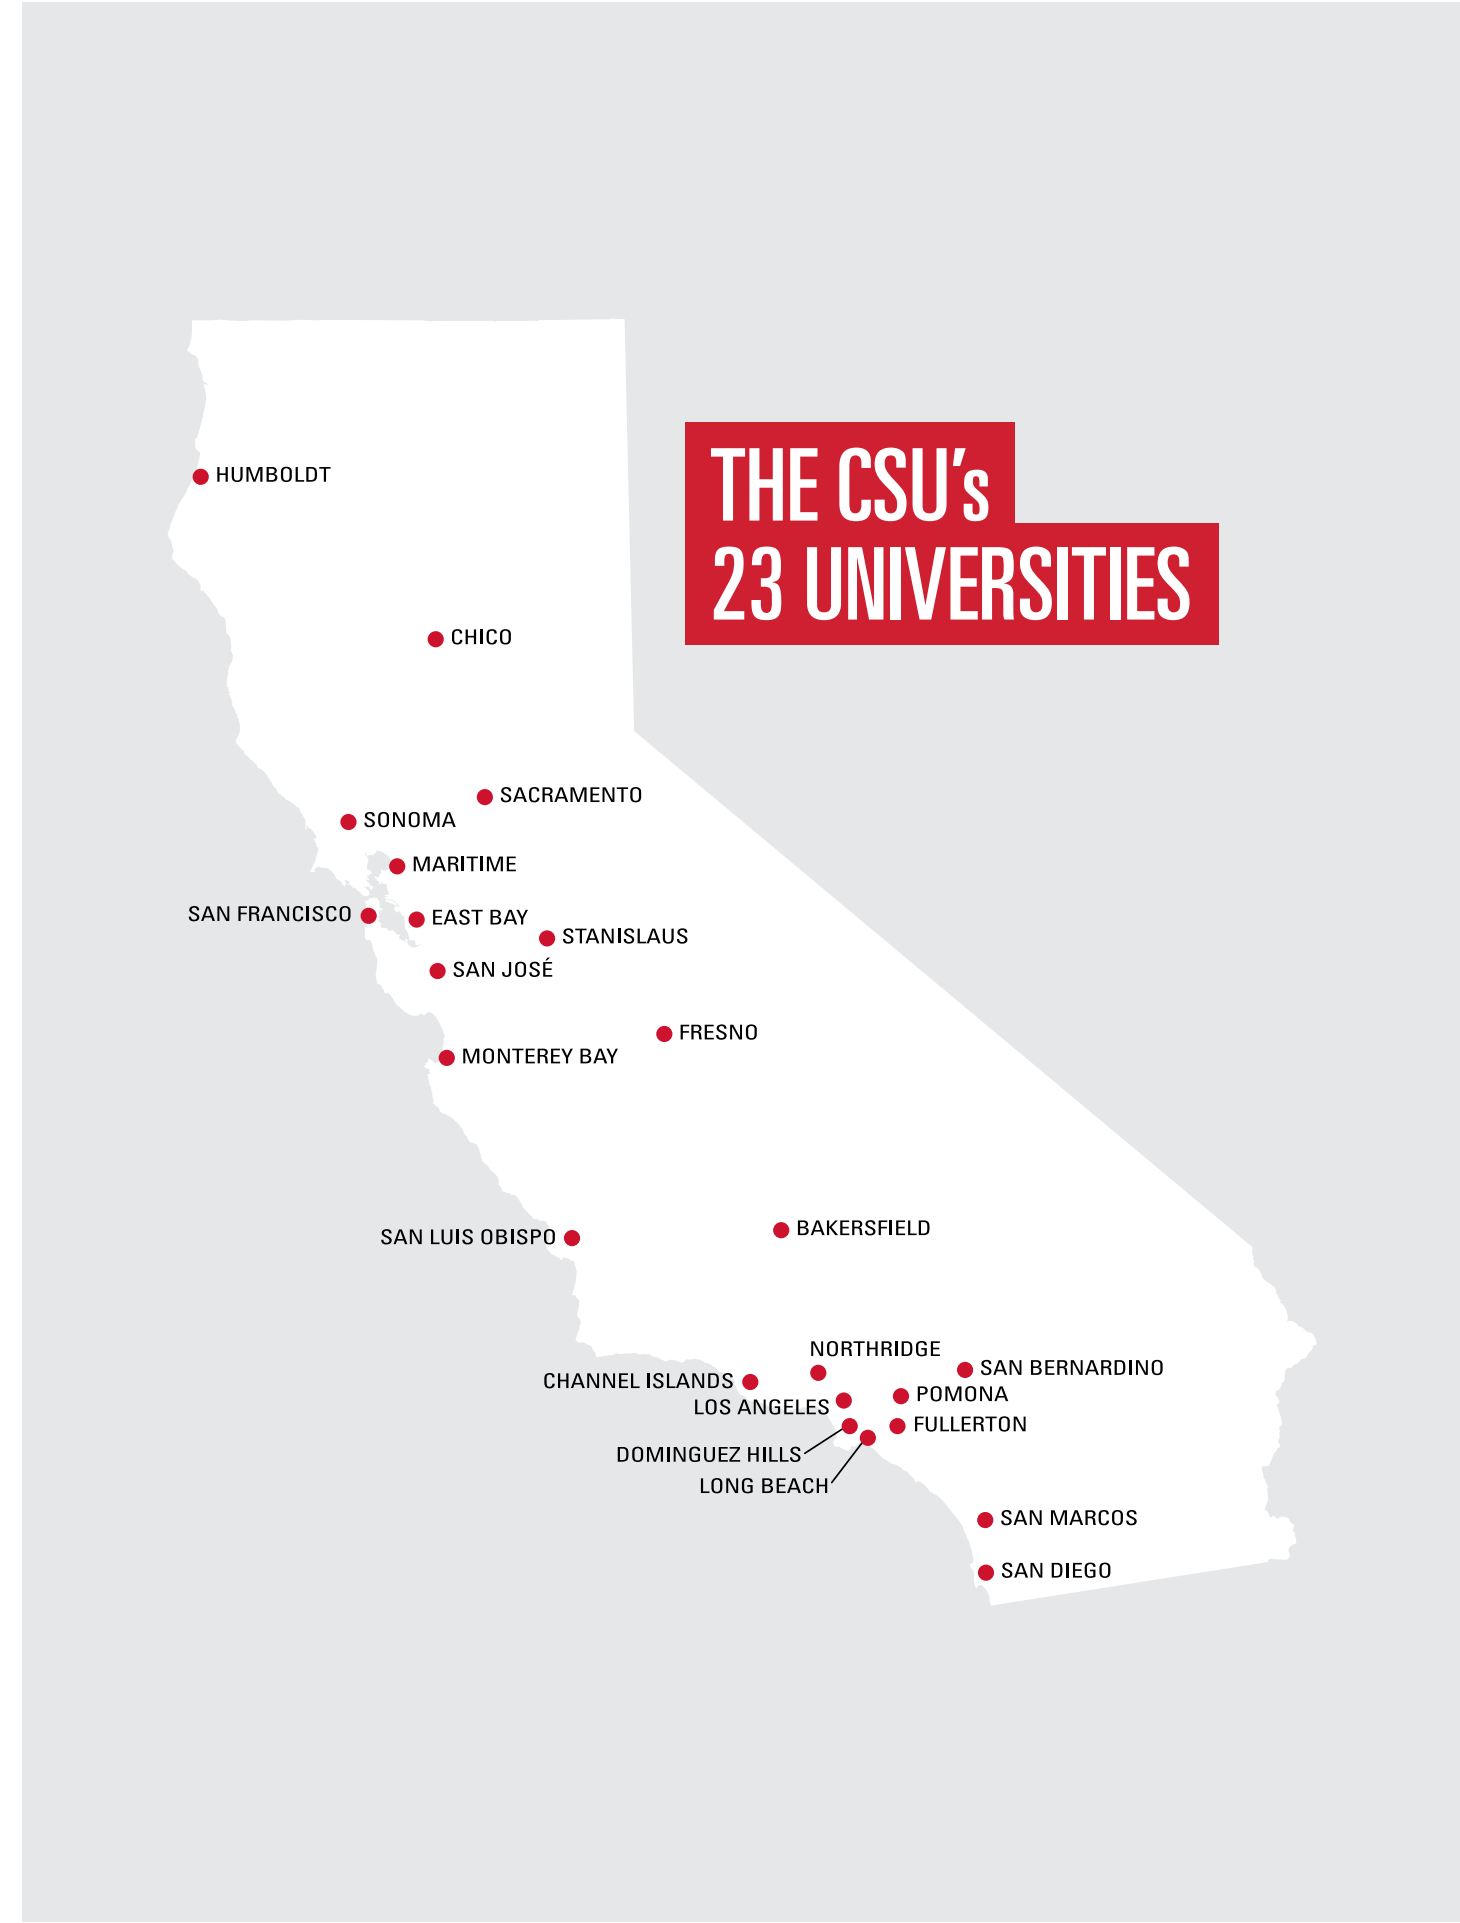 THE CSU's
23 UNIVERSITIES
HUMBOLDT
CHICO
SACRAMENTO
SONOMA
MARITIME
SAN FRANCISCO
EAST BAY
STANISLAUS
SAN JOSÉ
FRESNO
MONTEREY BAY
BAKERSFIELD
SAN LUIS OBISPO
NORTHRIDGE
SAN BERNARDINO
CHANNEL ISLANDS
POMONA
LOS ANGELES
FULLERTON
DOMINGUEZ HILLS
LONG BEACH
SAN MARCOS
SAN DIEGO